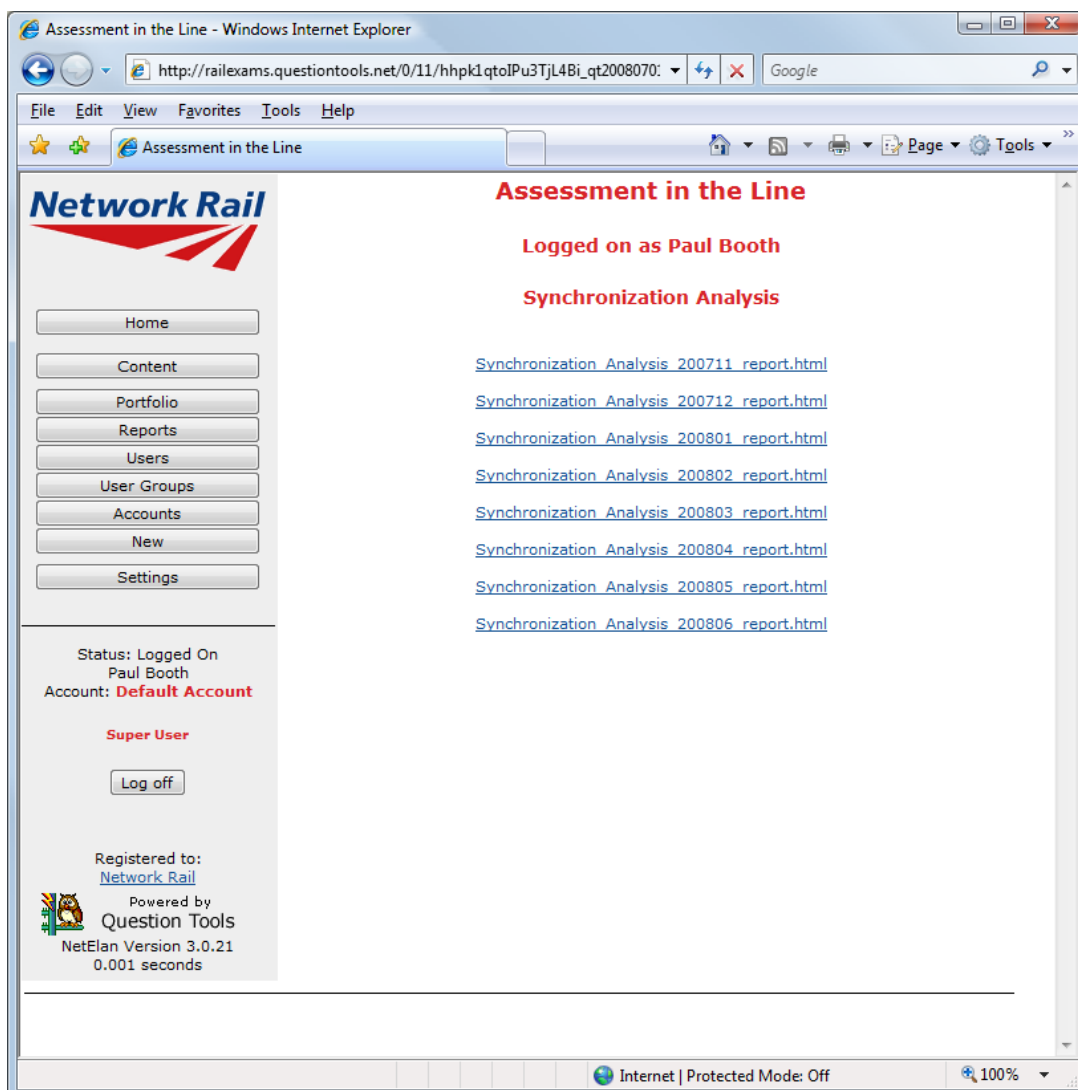 Assessment in the Line - Windows Internet Explorer
http://railexams.questiontools.net/0/11/hhpk1qtoIPu3TjL4Bi_qt2008070
Google
File Edit View Favorites Tools Help
Assessment in the Line
Page Tools
Network Rail
Home
Content
Portfolio
Reports
Users
User Groups
Accounts
New
Settings
Status: Logged On
Paul Booth
Account: Default Account
Super User
Log off
Registered to:
Network Rail
Powered by
Question Tools
NetElan Version 3.0.21
0.001 seconds
Assessment in the Line
Logged on as Paul Booth
Synchronization Analysis
Synchronization_Analysis_200711_report.html
Synchronization_Analysis_200712_report.html
Synchronization_Analysis_200801_report.html
Synchronization_Analysis_200802_report.html
Synchronization_Analysis_200803_report.html
Synchronization_Analysis_200804_report.html
Synchronization_Analysis_200805_report.html
Synchronization_Analysis_200806_report.html
Internet | Protected Mode: Off
100%